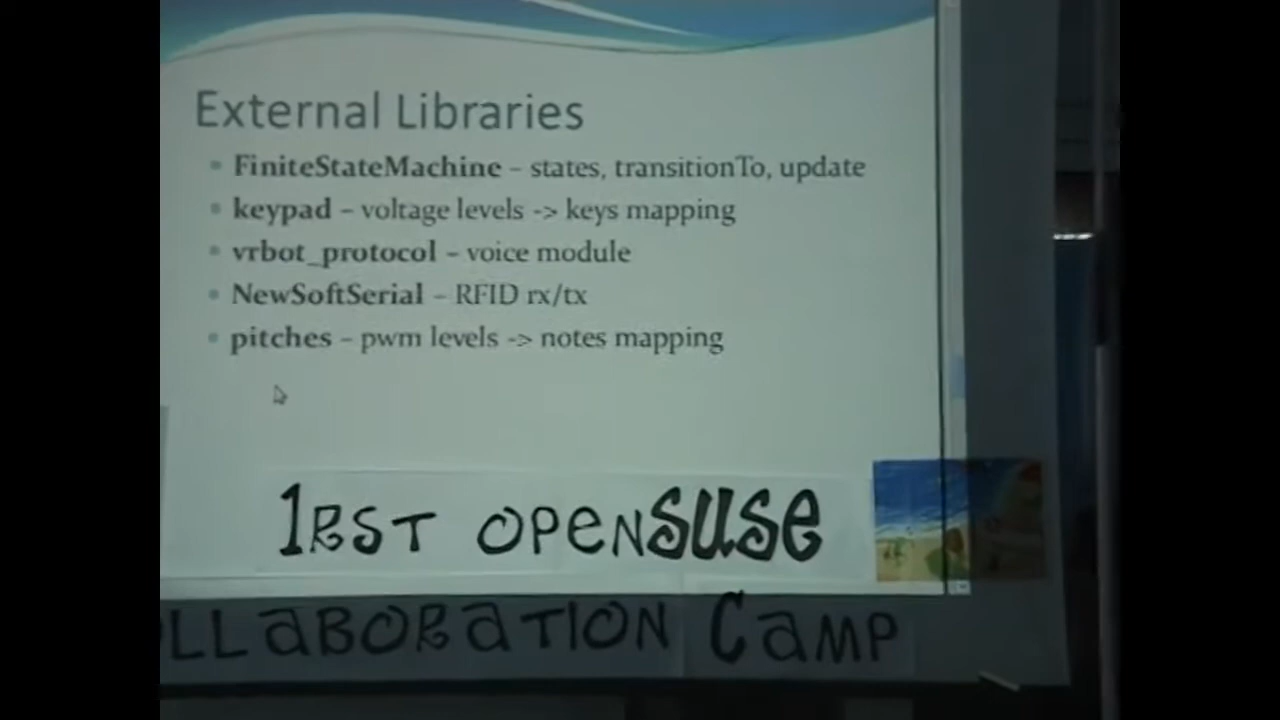 External Libraries
FiniteStateMachine – states, transitionTo, update
keypad – voltage levels -> keys mapping
vrbot_protocol – voice module
NewSoftSerial – RFID rx/tx
pitches – pwm levels -> notes mapping
1RST OPENSUSE
OLLABORATION CAMP